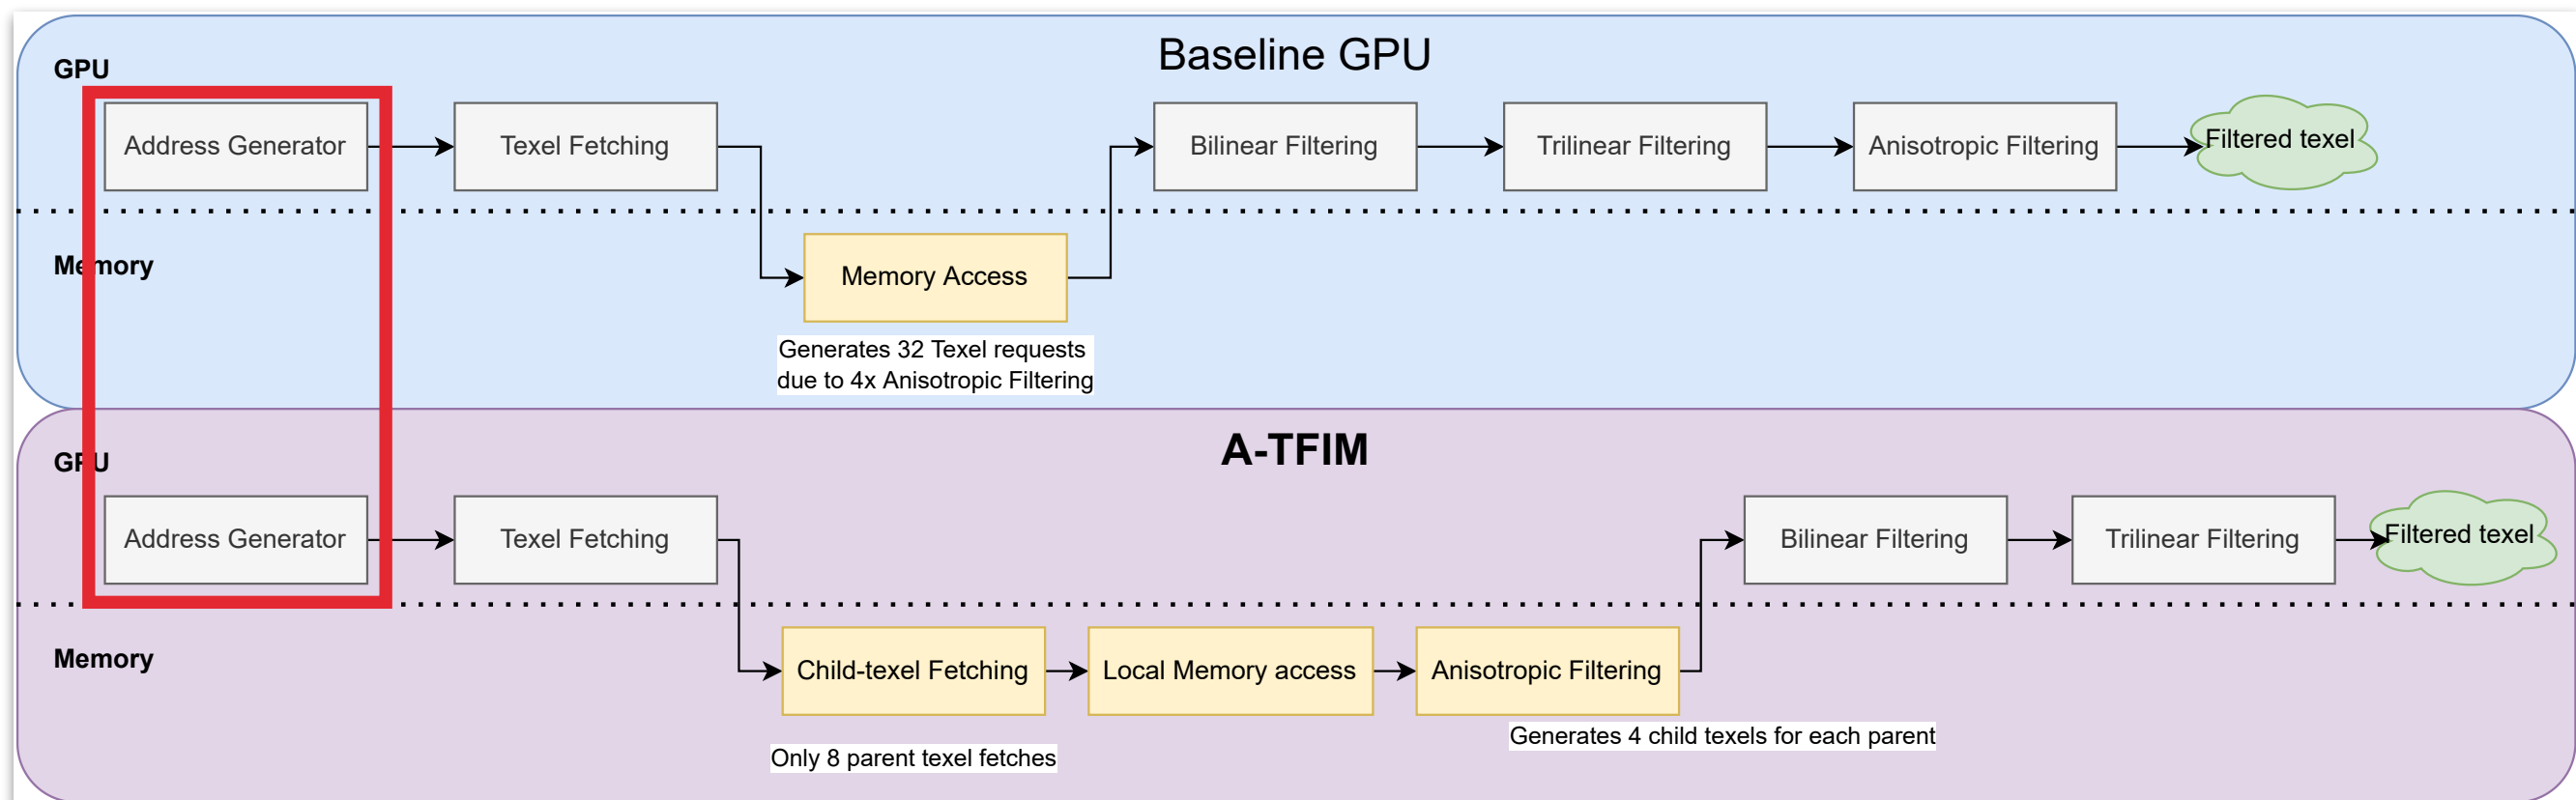 Baseline GPU
GPU
Address Generator
Texel Fetching
Bilinear Filtering
Trilinear Filtering
Anisotropic Filtering
Filtered texel
Memory
Memory Access
Generates 32 Texel requests
due to 4x Anisotropic Filtering
A-TFIM
GPU
Address Generator
Texel Fetching
Bilinear Filtering
Trilinear Filtering
Filtered texel
Memory
Child-texel Fetching
Local Memory access
Anisotropic Filtering
Generates 4 child texels for each parent
Only 8 parent texel fetches